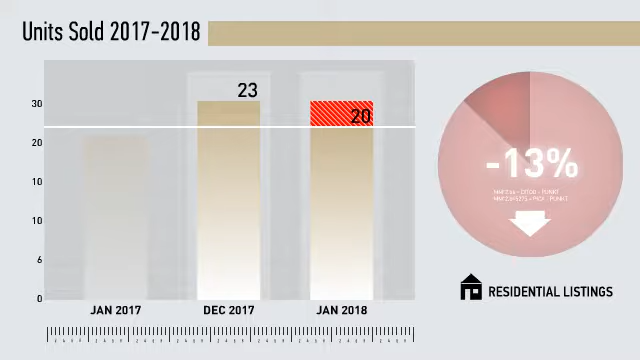 Units Sold 2017-2018
30
20
10
10
6
0
23
20
JAN 2017
DEC 2017
JAN 2018
-13%
RESIDENTIAL LISTINGS